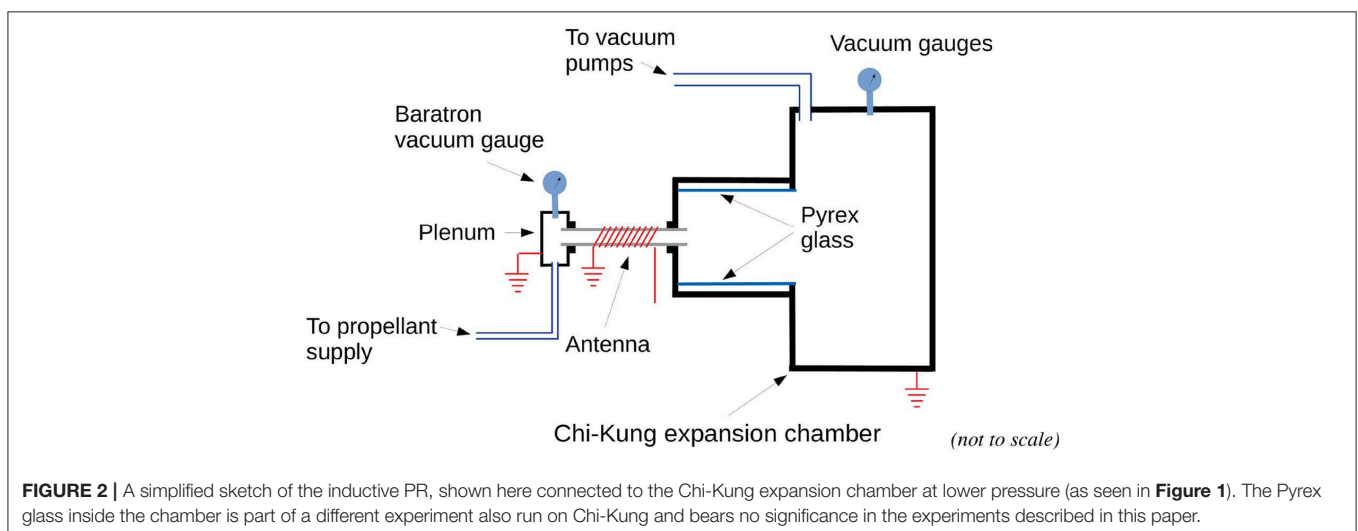 To vacuum
pumps
Vacuum gauges
Baratron
vacuum gauge
Plenum
Pyrex
glass
To propellant
supply
Antenna
Chi-Kung expansion chamber
(not to scale)
FIGURE 2 | A simplified sketch of the inductive PR, shown here connected to the Chi-Kung expansion chamber at lower pressure (as seen in Figure 1). The Pyrex
glass inside the chamber is part of a different experiment also run on Chi-Kung and bears no significance in the experiments described in this paper.